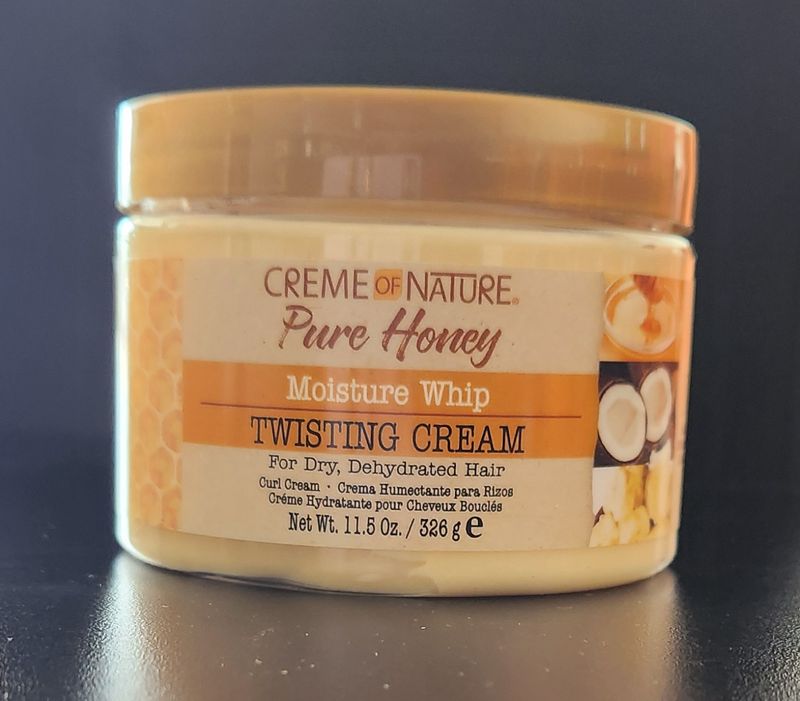 CREME OF NATURE®
Pure Honey
Moisture Whip
TWISTING CREAM
For Dry, Dehydrated Hair
Curl Cream · Crema Humectante para Rizos
Créme Hydratante pour Cheveux Bouclés
Net Wt. 11.5 Oz. / 326 g e